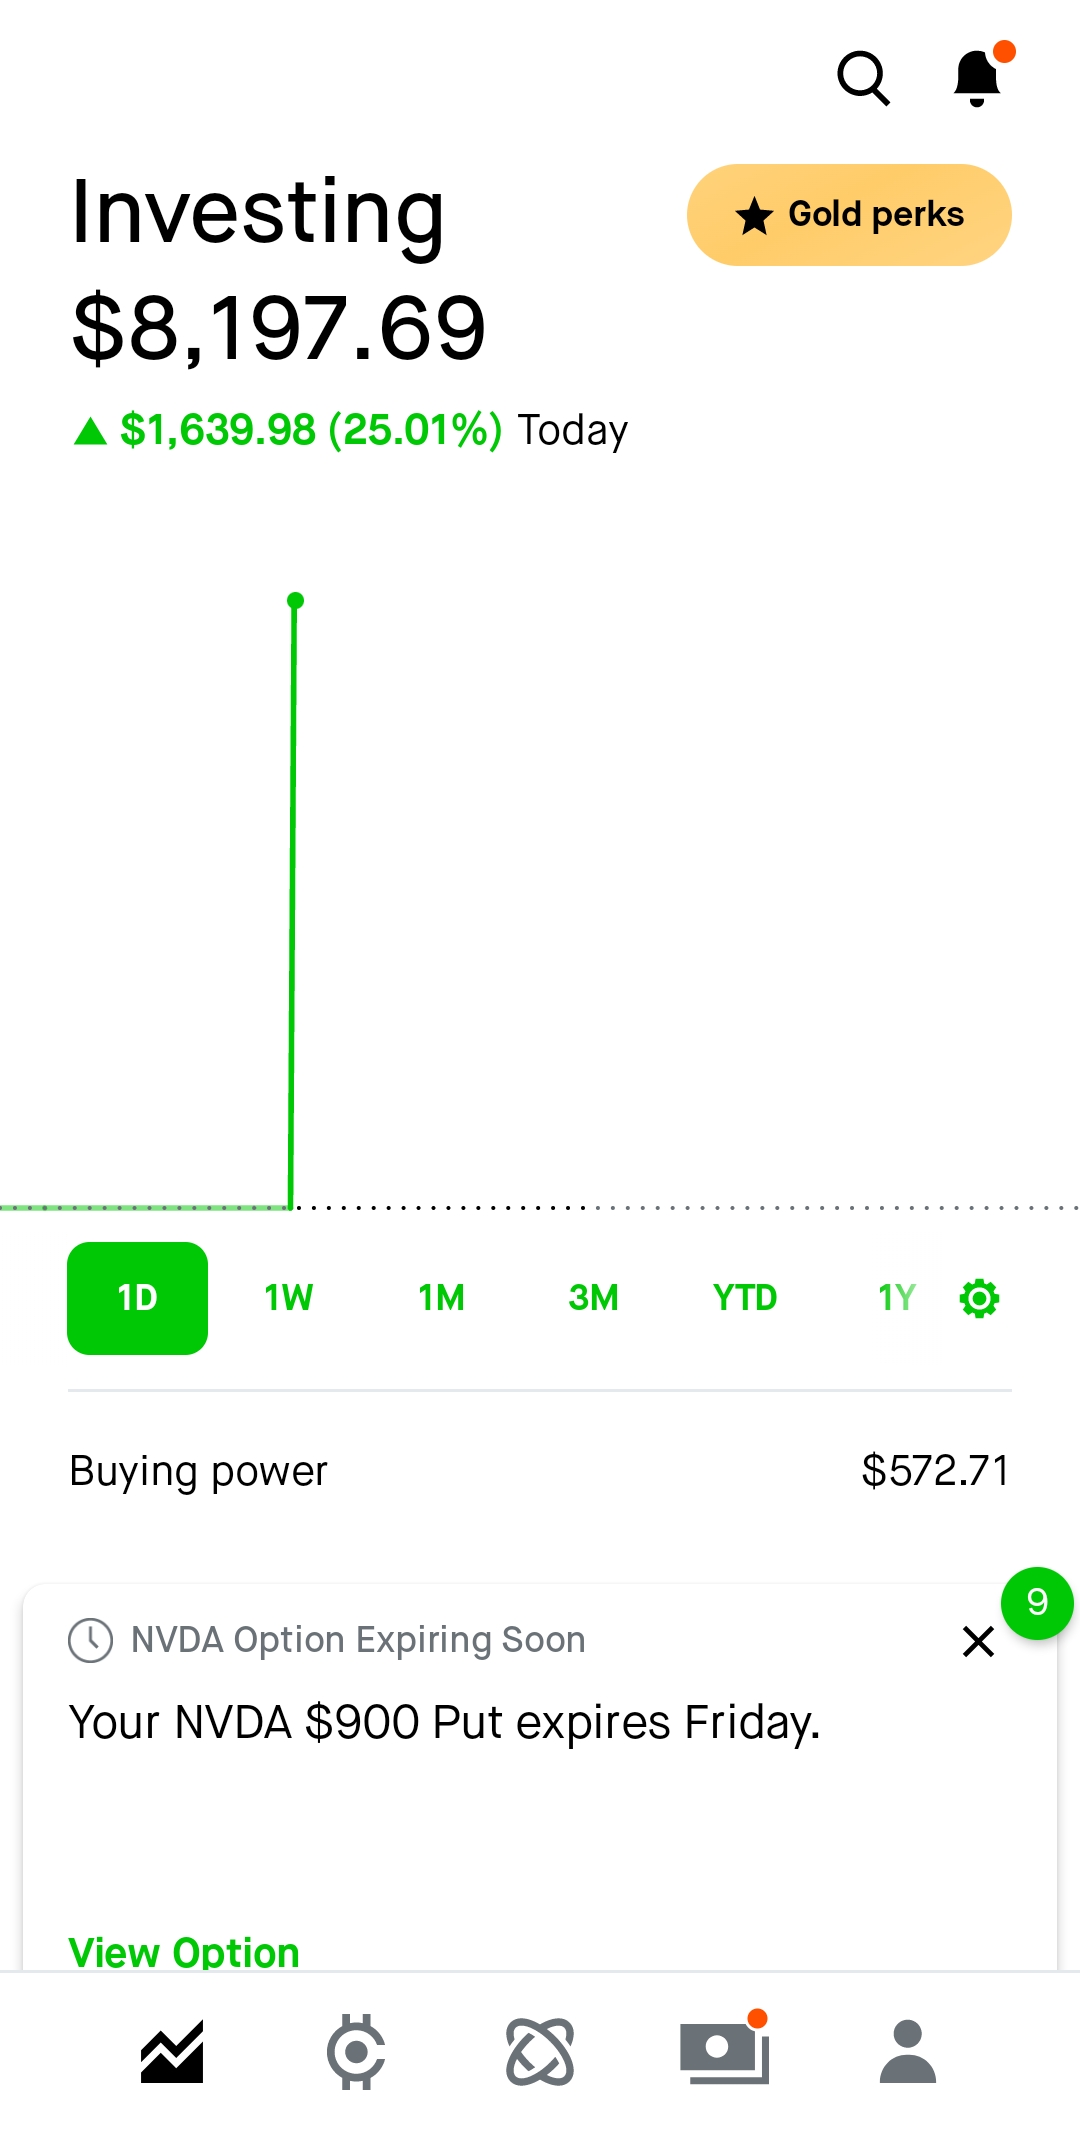 Investing
Gold perks
$8,197.69
▲ $1,639.98 (25.01%) Today
1D 1W 1M 3M YTD 1Y
Buying power $572.71
9
NVDA Option Expiring Soon
Your NVDA $900 Put expires Friday.
View Option